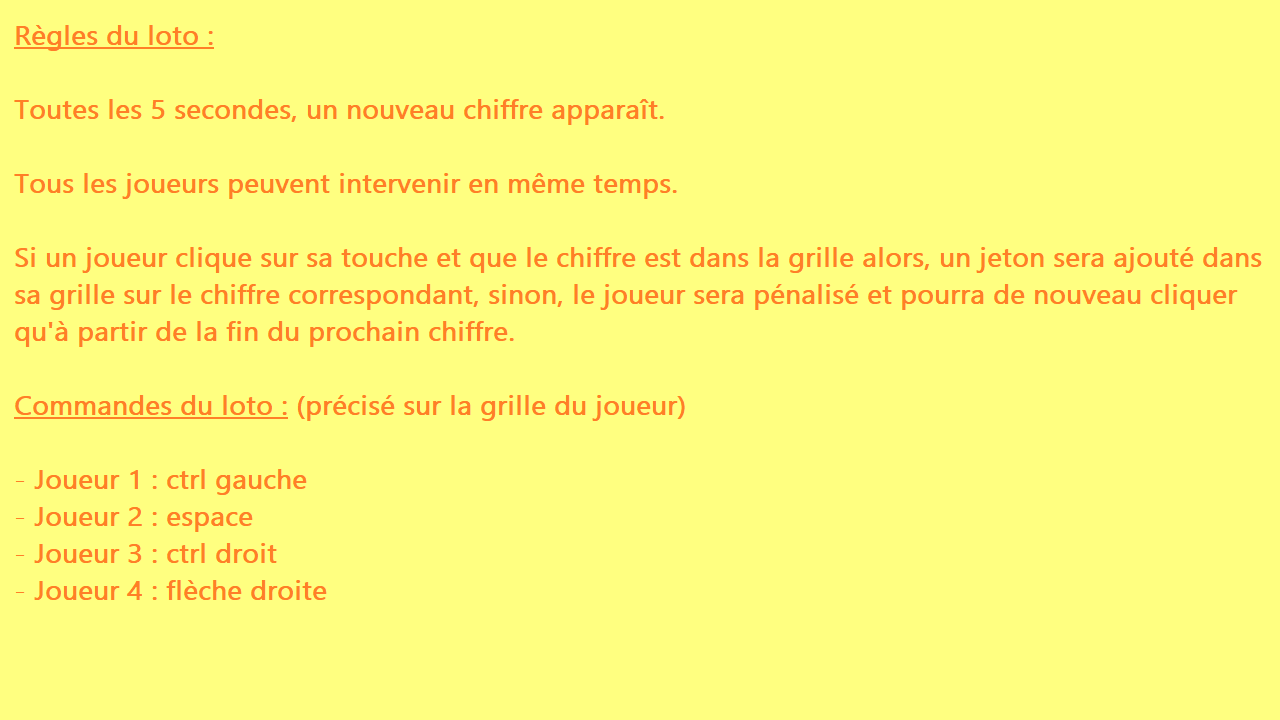 Règles du loto :
Toutes les 5 secondes, un nouveau chiffre apparaît.
Tous les joueurs peuvent intervenir en même temps.
Si un joueur clique sur sa touche et que le chiffre est dans la grille alors, un jeton sera ajouté dans
sa grille sur le chiffre correspondant, sinon, le joueur sera pénalisé et pourra de nouveau cliquer
qu'à partir de la fin du prochain chiffre.
Commandes du loto : (précisé sur la grille du joueur)
- Joueur 1 : ctrl gauche
- Joueur 2 : espace
- Joueur 3 : ctrl droit
- Joueur 4 : flèche droite